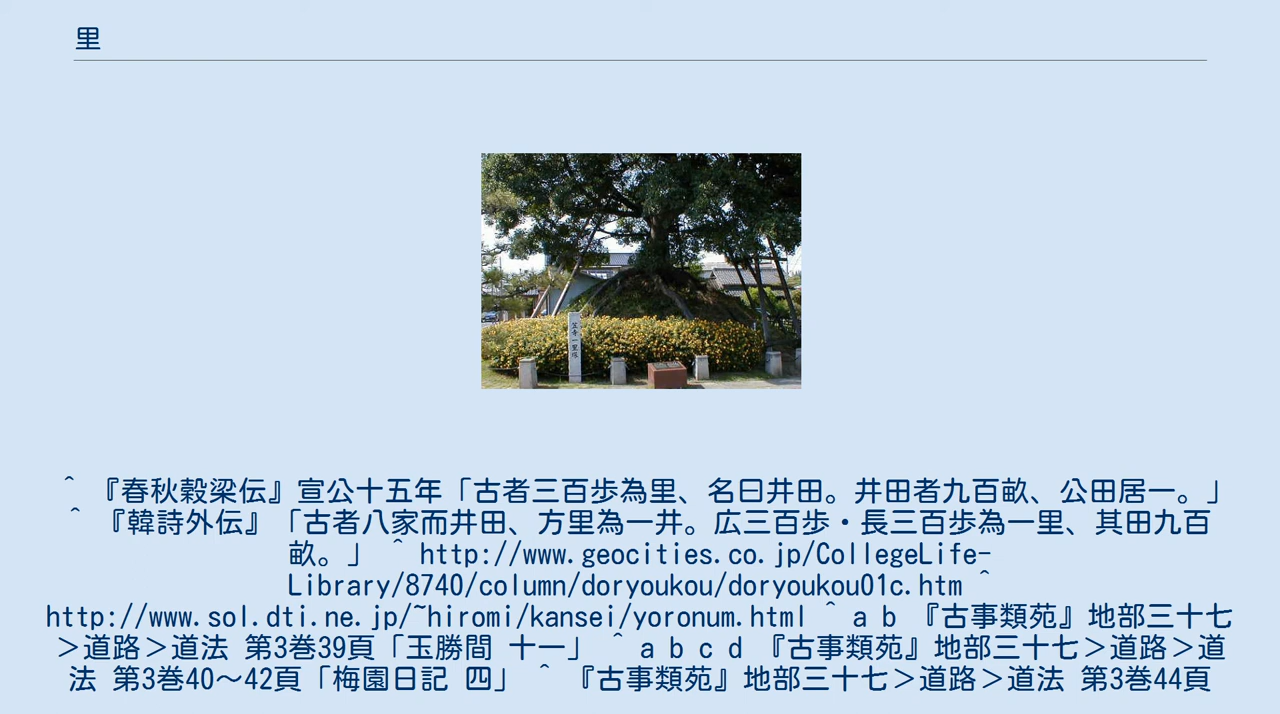 里
笠寺一里塚
^ 『春秋穀梁伝』宣公十五年「古者三百歩為里、名曰井田。井田者九百畝、公田居一。」
^ 『韓詩外伝』「古者八家而井田、方里為一井。広三百歩・長三百歩為一里、其田九百
畝。」 ^ http://www.geocities.co.jp/CollegeLife-
Library/8740/column/doryoukou/doryoukou01c.htm ^
http://www.sol.dti.ne.jp/~hiromi/kansei/yoronum.html ^ a b 『古事類苑』地部三十七
＞道路＞道法 第3巻39頁「玉勝間 十一」 ^ a b c d 『古事類苑』地部三十七＞道路＞道
法 第3巻40〜42頁「梅園日記 四」 ^ 『古事類苑』地部三十七＞道路＞道法 第3巻44頁